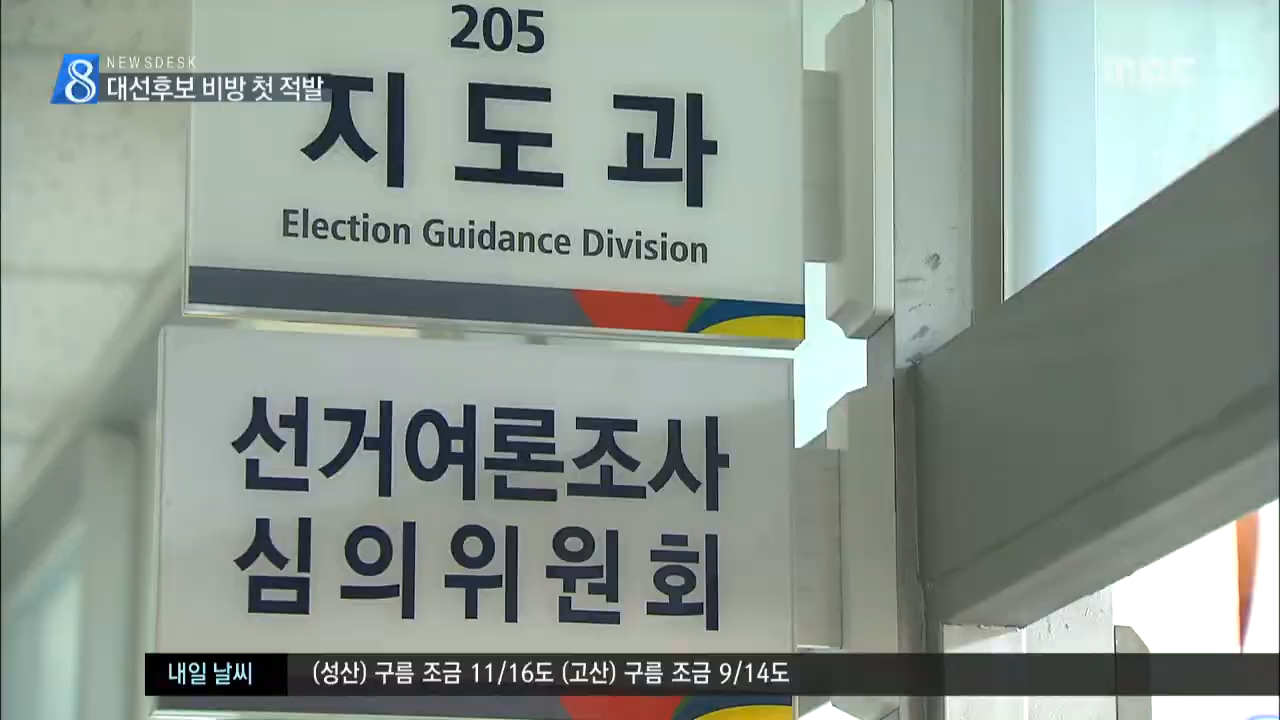 NEWSDESK
8 대선후보 비방 첫 적발
mbc
205
지도과
Election Guidance Division
선거여론조사
심의위원회
내일 날씨 (성산) 구름 조금 11/16도 (고산) 구름 조금 9/14도